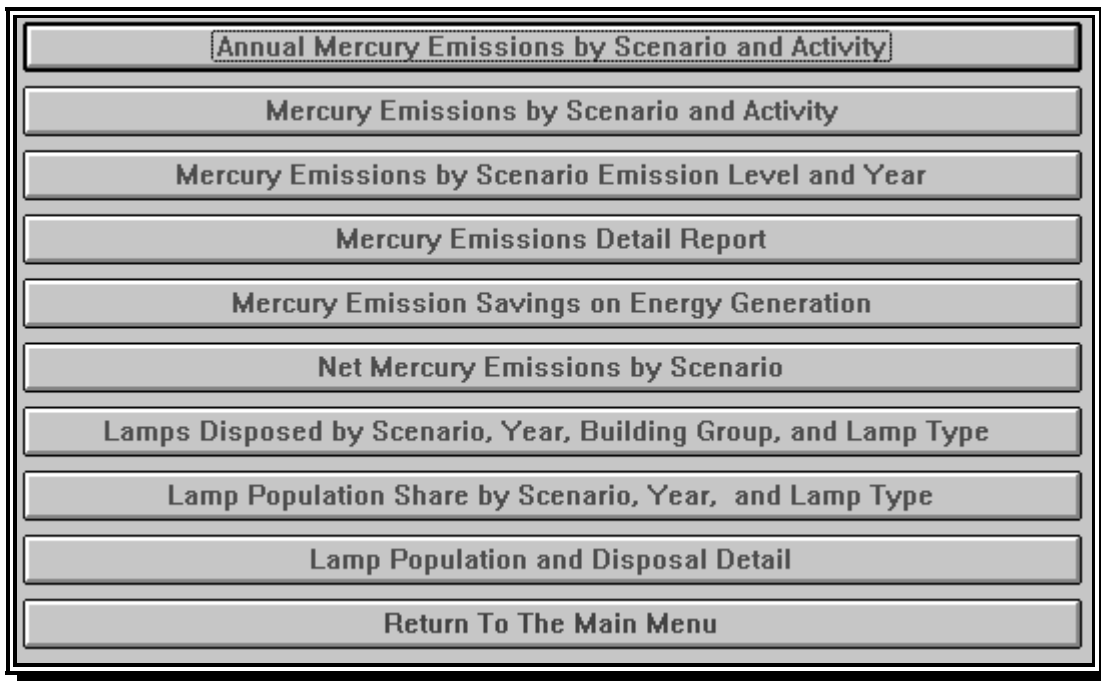 Annual Mercury Emissions by Scenario and Activity
Mercury Emissions by Scenario and Activity
Mercury Emissions by Scenario Emission Level and Year
Mercury Emissions Detail Report
Mercury Emission Savings on Energy Generation
Net Mercury Emissions by Scenario
Lamps Disposed by Scenario, Year, Building Group, and Lamp Type
Lamp Population Share by Scenario, Year,  and Lamp Type
Lamp Population and Disposal Detail
Return To The Main Menu